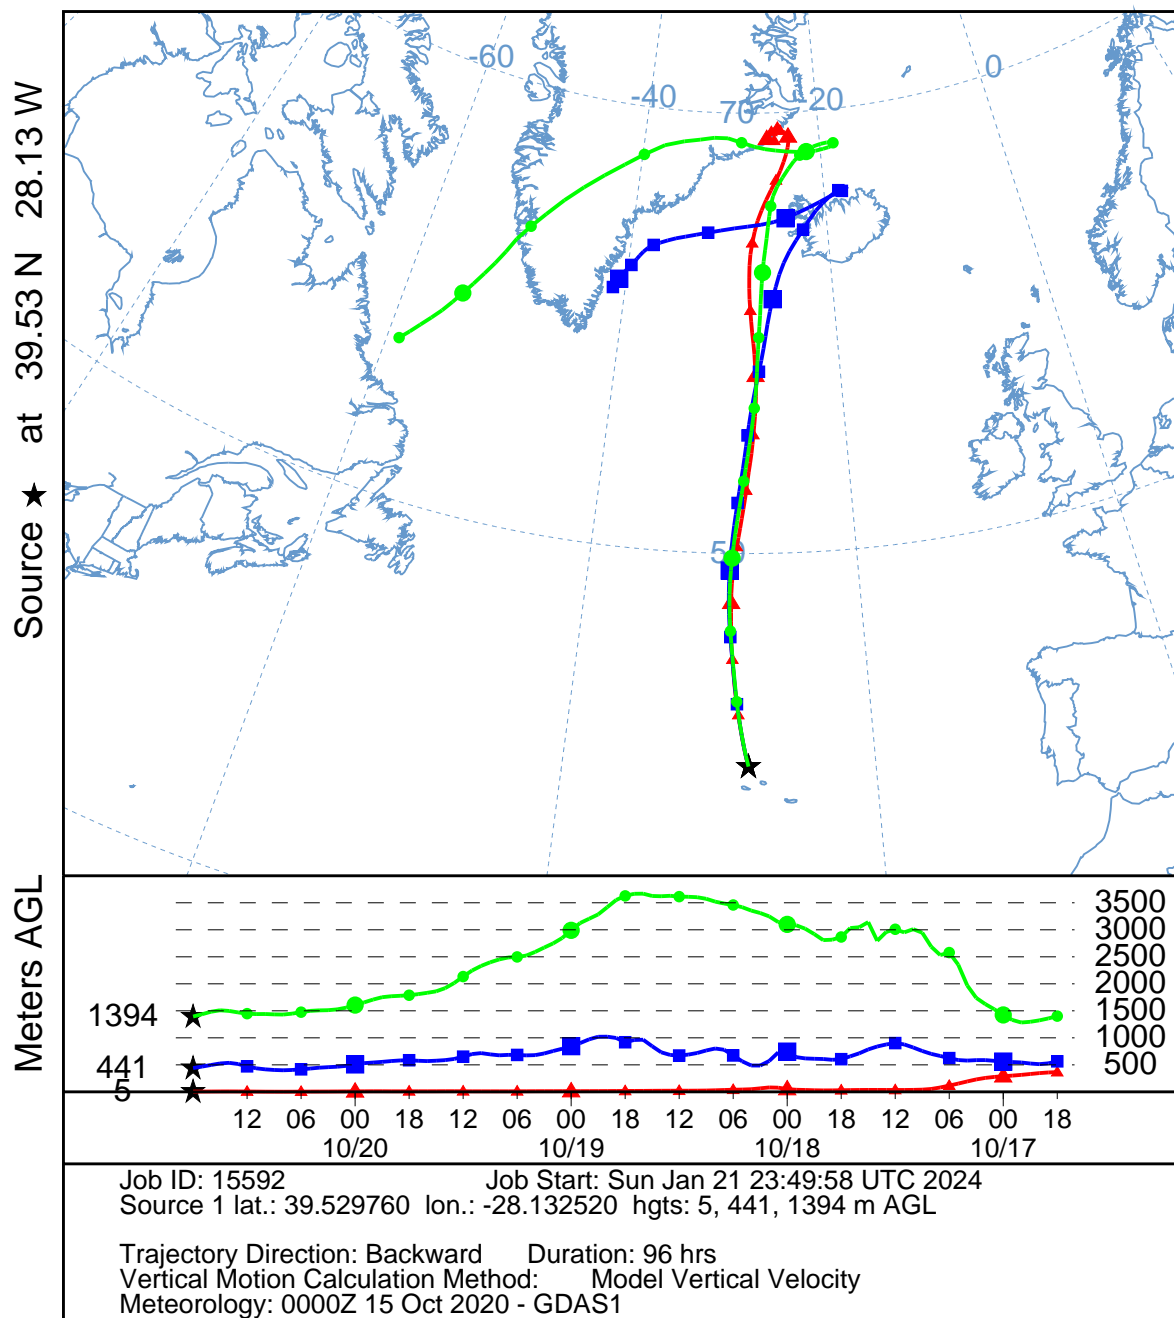 -60
-40
70
-20
0
50
Source ★ at 39.53 N 28.13 W
Meters AGL
3500
3000
2500
2000
1500
1000
500
1394
441
5
12 06 00 18 12 06 00 18 12 06 00 18 12 06 00 18
10/20 10/19 10/18 10/17
Job ID: 15592 Job Start: Sun Jan 21 23:49:58 UTC 2024
Source 1 lat.: 39.529760 lon.: -28.132520 hgts: 5, 441, 1394 m AGL
Trajectory Direction: Backward Duration: 96 hrs
Vertical Motion Calculation Method: Model Vertical Velocity
Meteorology: 0000Z 15 Oct 2020 - GDAS1